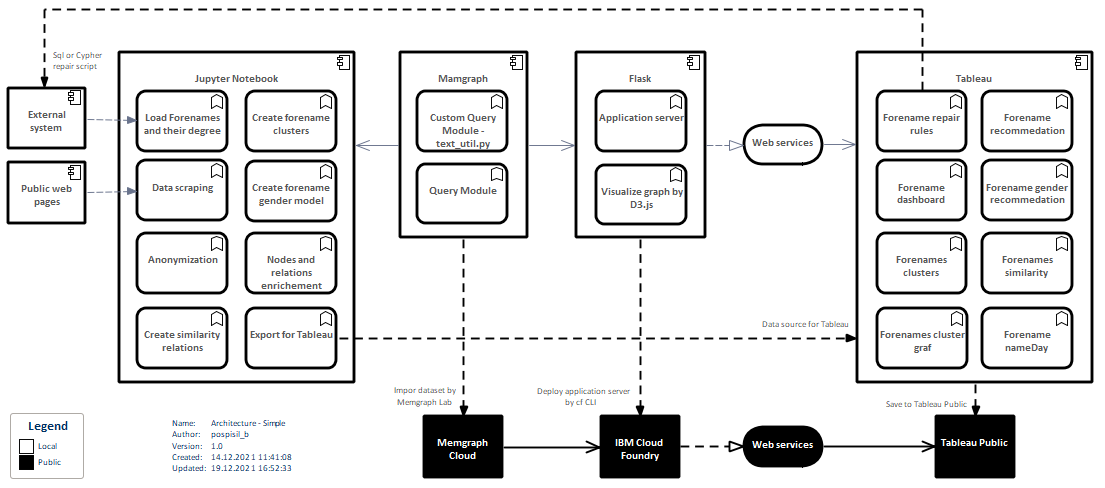 Sql or Cypher
repair script
External
system
Public web
pages
Jupyter Notebook
Load Forenames
and their degree
Create forename
clusters
Data scraping
Create forename
gender model
Anonymization
Nodes and
relations
enrichement
Create similarity
relations
Export for Tableau
Mamgraph
Custom Query
Module -
text_util.py
Query Module
Flask
Application server
Visualize graph by
D3.js
Web services
Tableau
Forename repair
rules
Forename
recommedation
Forename
dashboard
Forename gender
recommedation
Forenames
clusters
Forenames
similarity
Forenames cluster
graf
Forename
nameDay
Data source for Tableau
Impor dataset by
Memgraph Lab
Deploy application server
by cf CLI
Save to Tableau Public
Memgraph
Cloud
IBM Cloud
Foundry
Web services
Tableau Public
Legend
Local
Public
Name: Architecture - Simple
Author: pospisil_b
Version: 1.0
Created: 14.12.2021 11:41:08
Updated: 19.12.2021 16:52:33